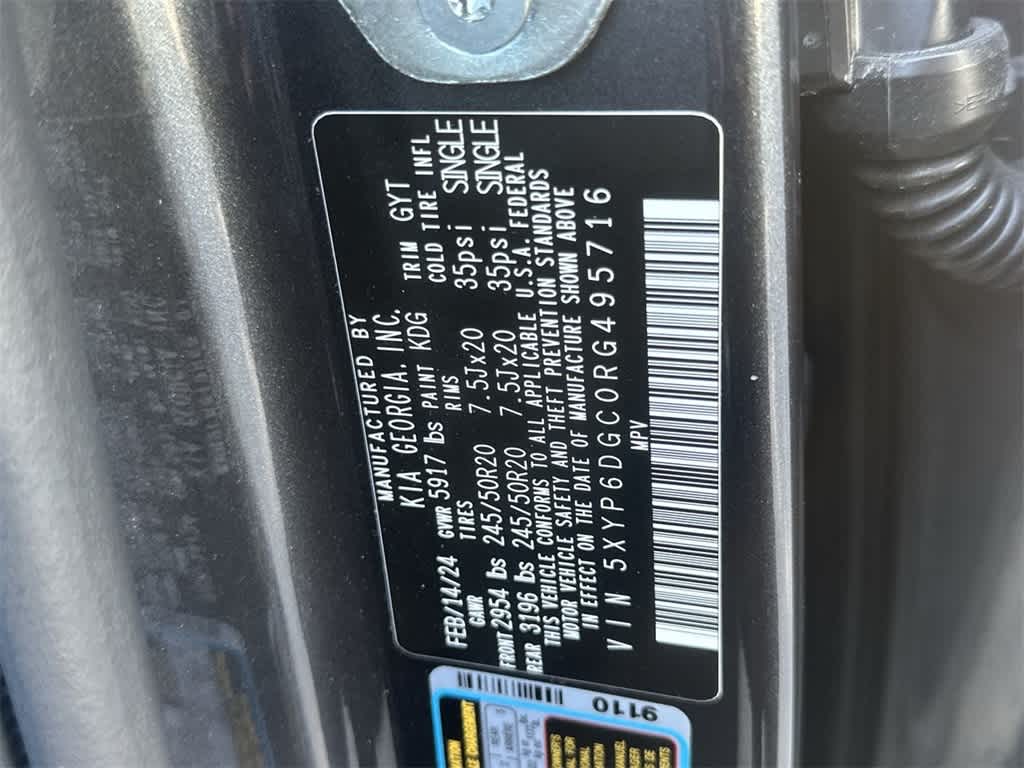 MANUFACTURED BY
KIA GEORGIA, INC.
FEB/14/24 GVWR 5917 lbs PAINT KDG TRIM GYT
GAWR TIRES RIMS COLD TIRE INFL
FRONT 2954 lbs 245/50R20 7.5Jx20 35psi SINGLE
REAR 3196 lbs 245/50R20 7.5Jx20 35psi SINGLE
THIS VEHICLE CONFORMS TO ALL APPLICABLE U.S.A. FEDERAL
MOTOR VEHICLE SAFETY AND THEFT PREVENTION STANDARDS
IN EFFECT ON THE DATE OF MANUFACTURE SHOWN ABOVE
VIN 5XYP6DGC0RG495716
MPV
9110